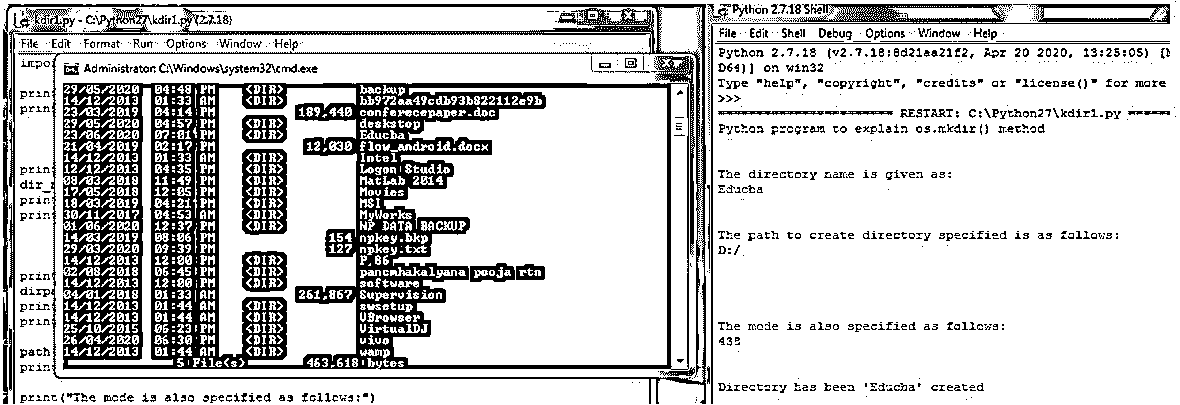 kdir1.py - C:\Python27\kdir1.py (2.7.18)
File Edit Format Run Options Window Help
impo
prin
prin
prin
dir_
prin
prin
prin
dirpa
prin
prin
path
prin
print("The mode is also specified as follows:")
Administrator: C:\Windows\system32\cmd.exe
29/05/2020 04:48 PM <DIR> backup
14/12/2013 01:33 AM <DIR> bb972aa49cdb93b822112e9b
23/03/2019 04:14 PM 189,440 conferecepaper.doc
05/04/2020 04:57 PM <DIR> deskstop
23/06/2020 07:01 PM <DIR> Educba
21/04/2019 02:17 PM 12,030 flow_android.docx
14/12/2013 01:33 AM <DIR> Intel
12/12/2013 04:35 PM <DIR> Logon Studio
08/03/2018 11:49 PM <DIR> MatLab 2014
17/05/2018 12:05 PM <DIR> Movies
18/03/2019 04:21 PM <DIR> MSI
30/11/2017 04:53 AM <DIR> MyWorks
01/06/2020 12:37 PM <DIR> NP DATA BACKUP
14/03/2019 08:06 PM 154 npkey.bkp
29/03/2020 09:39 PM 127 npkey.txt
14/12/2013 12:00 PM <DIR> P.86
02/08/2018 06:45 PM <DIR> pancmhakalyana pooja rtn
14/12/2013 12:00 PM <DIR> software
04/01/2018 01:33 AM 261,867 Supervision
14/12/2013 01:44 AM <DIR> swsetup
14/12/2013 01:44 AM <DIR> UBrowser
25/10/2015 06:23 PM <DIR> VirtualDJ
26/04/2020 06:30 PM <DIR> vivo
14/12/2013 01:44 AM <DIR> wamp
5 File(s) 463,618 bytes
Python 2.7.18 Shell
File Edit Shell Debug Options Window Help
Python 2.7.18 (v2.7.18:8d21aa21f2, Apr 20 2020, 13:25:05) [M
D64)] on win32
Type "help", "copyright", "credits" or "license()" for more
>>>
RESTART: C:\Python27\kdir1.py
Python program to explain os.mkdir() method
The directory name is given as:
Educba
The path to create directory specified is as follows:
D:/
The mode is also specified as follows:
438
Directory has been 'Educba' created